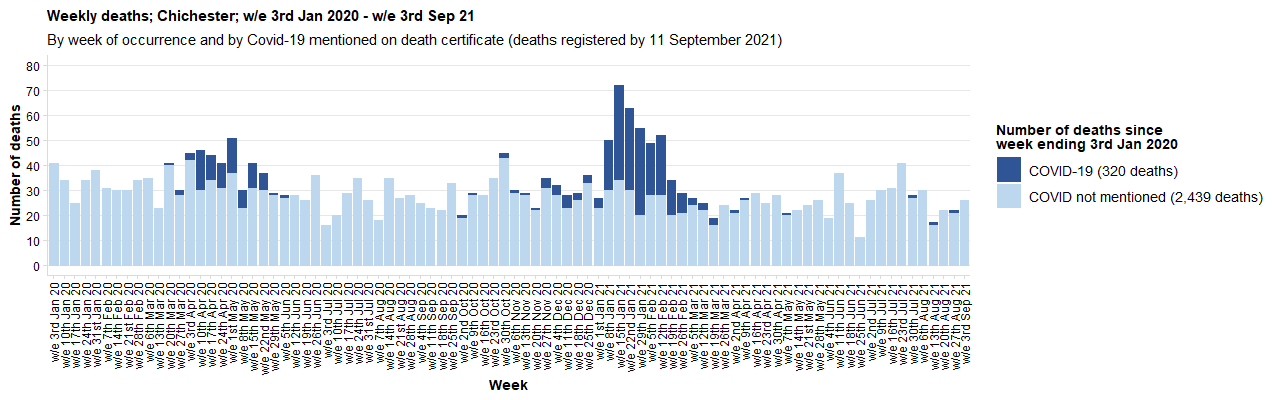 Weekly deaths; Chichester; w/e 3rd Jan 2020 - w/e 3rd Sep 21
By week of occurrence and by Covid-19 mentioned on death certificate (deaths registered by 11 September 2021)
Number of deaths
80
70
60
50
40
30
20
10
0
w/e 3rd Jan 20
w/e 10th Jan 20
w/e 17th Jan 20
w/e 24th Jan 20
w/e 31st Jan 20
w/e 7th Feb 20
w/e 14th Feb 20
w/e 21st Feb 20
w/e 28th Feb 20
w/e 6th Mar 20
w/e 13th Mar 20
w/e 20th Mar 20
w/e 27th Mar 20
w/e 3rd Apr 20
w/e 10th Apr 20
w/e 17th Apr 20
w/e 24th Apr 20
w/e 1st May 20
w/e 8th May 20
w/e 15th May 20
w/e 22nd May 20
w/e 29th May 20
w/e 5th Jun 20
w/e 12th Jun 20
w/e 19th Jun 20
w/e 26th Jun 20
w/e 3rd Jul 20
w/e 10th Jul 20
w/e 17th Jul 20
w/e 24th Jul 20
w/e 31st Jul 20
w/e 7th Aug 20
w/e 14th Aug 20
w/e 21st Aug 20
w/e 28th Aug 20
w/e 4th Sep 20
w/e 11th Sep 20
w/e 18th Sep 20
w/e 25th Sep 20
w/e 2nd Oct 20
w/e 9th Oct 20
w/e 16th Oct 20
w/e 23rd Oct 20
w/e 30th Oct 20
w/e 6th Nov 20
w/e 13th Nov 20
w/e 20th Nov 20
w/e 27th Nov 20
w/e 4th Dec 20
w/e 11th Dec 20
w/e 18th Dec 20
w/e 25th Dec 20
w/e 1st Jan 21
w/e 8th Jan 21
w/e 15th Jan 21
w/e 22nd Jan 21
w/e 29th Jan 21
w/e 5th Feb 21
w/e 12th Feb 21
w/e 19th Feb 21
w/e 26th Feb 21
w/e 5th Mar 21
w/e 12th Mar 21
w/e 19th Mar 21
w/e 26th Mar 21
w/e 2nd Apr 21
w/e 9th Apr 21
w/e 16th Apr 21
w/e 23rd Apr 21
w/e 30th Apr 21
w/e 7th May 21
w/e 14th May 21
w/e 21st May 21
w/e 28th May 21
w/e 4th Jun 21
w/e 11th Jun 21
w/e 18th Jun 21
w/e 25th Jun 21
w/e 2nd Jul 21
w/e 9th Jul 21
w/e 16th Jul 21
w/e 23rd Jul 21
w/e 30th Jul 21
w/e 6th Aug 21
w/e 13th Aug 21
w/e 20th Aug 21
w/e 27th Aug 21
w/e 3rd Sep 21
Week
Number of deaths since
week ending 3rd Jan 2020
COVID-19 (320 deaths)
COVID not mentioned (2,439 deaths)